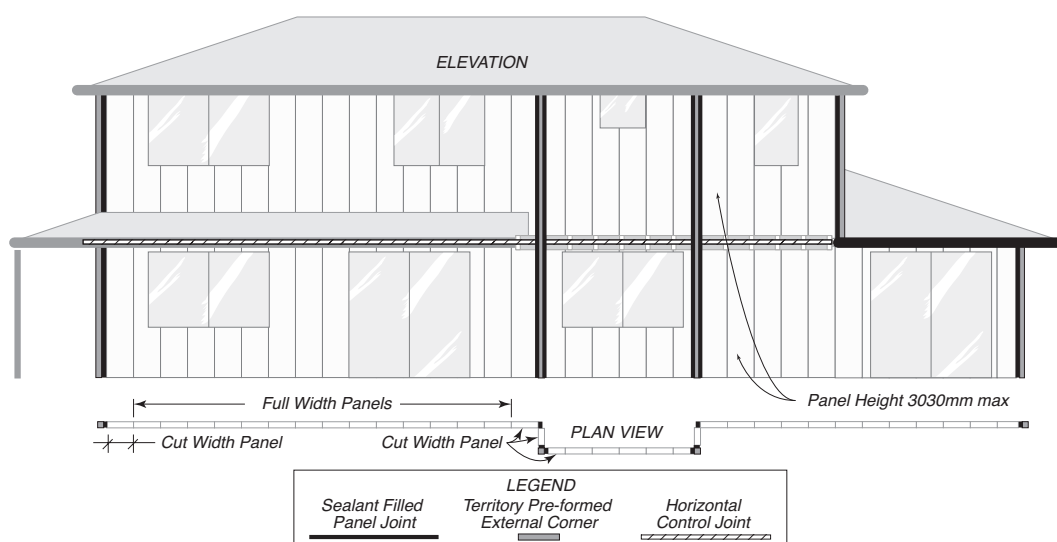 ELEVATION
Full Width Panels
Panel Height 3030mm max
Cut Width Panel
Cut Width Panel
PLAN VIEW
LEGEND
Sealant Filled
Panel Joint
Territory Pre-formed
External Corner
Horizontal
Control Joint